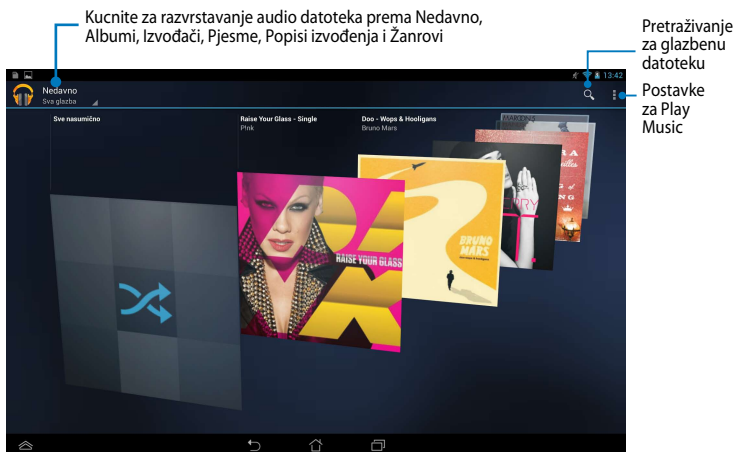 Kucnite za razvrstavanje audio datoteka prema Nedavno,
Albumi, Izvođači, Pjesme, Popisi izvođenja i Žanrovi
Pretraživanje
za glazbenu
datoteku
Postavke
za Play
Music
13:42
Nedavno
Sva glazba
Sve nasumično
Raise Your Glass - Single
P!nk
Doo - Wops & Hooligans
Bruno Mars
RAISE YOUR GLASS
BRUNO
MARS
MAROON5